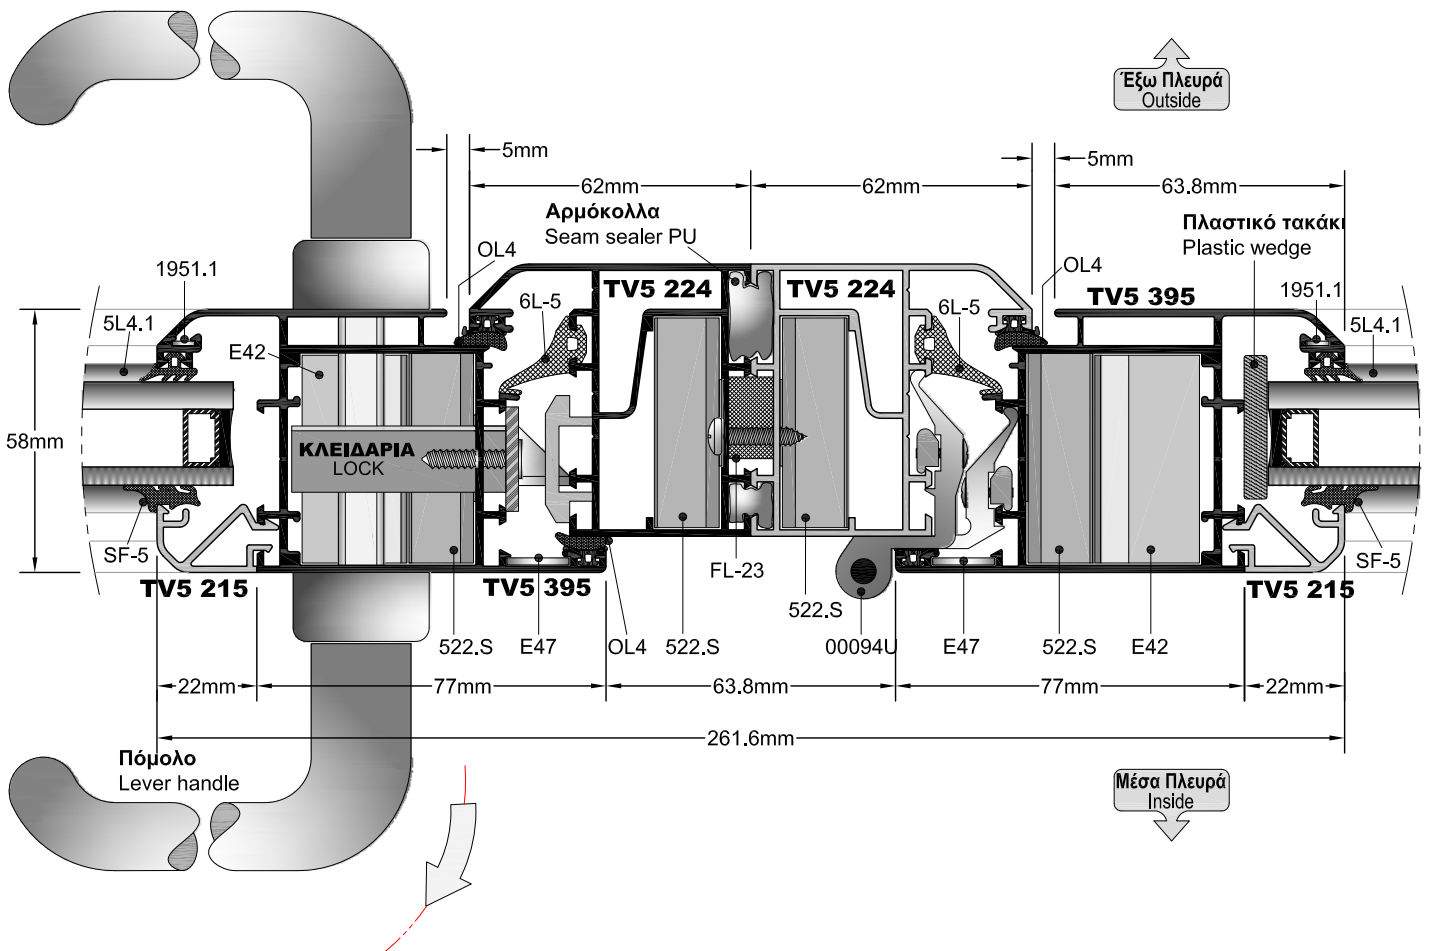 Έξω Πλευρά
Outside
5mm
5mm
62mm
62mm
63.8mm
Αρμόκολλα
Seam sealer PU
Πλαστικό τακάκι
Plastic wedge
OL4
OL4
1951.1
6L-5
TV5 224
TV5 224
6L-5
TV5 395
1951.1
5L4.1
5L4.1
E42
58mm
ΚΛΕΙΔΑΡΙΑ
LOCK
SF-5
SF-5
TV5 215
TV5 395
FL-23
TV5 215
522.S
522.S
E47
OL4
522.S
00094U
E47
522.S
E42
22mm
77mm
63.8mm
77mm
22mm
261.6mm
Πόμολο
Lever handle
Μέσα Πλευρά
Inside